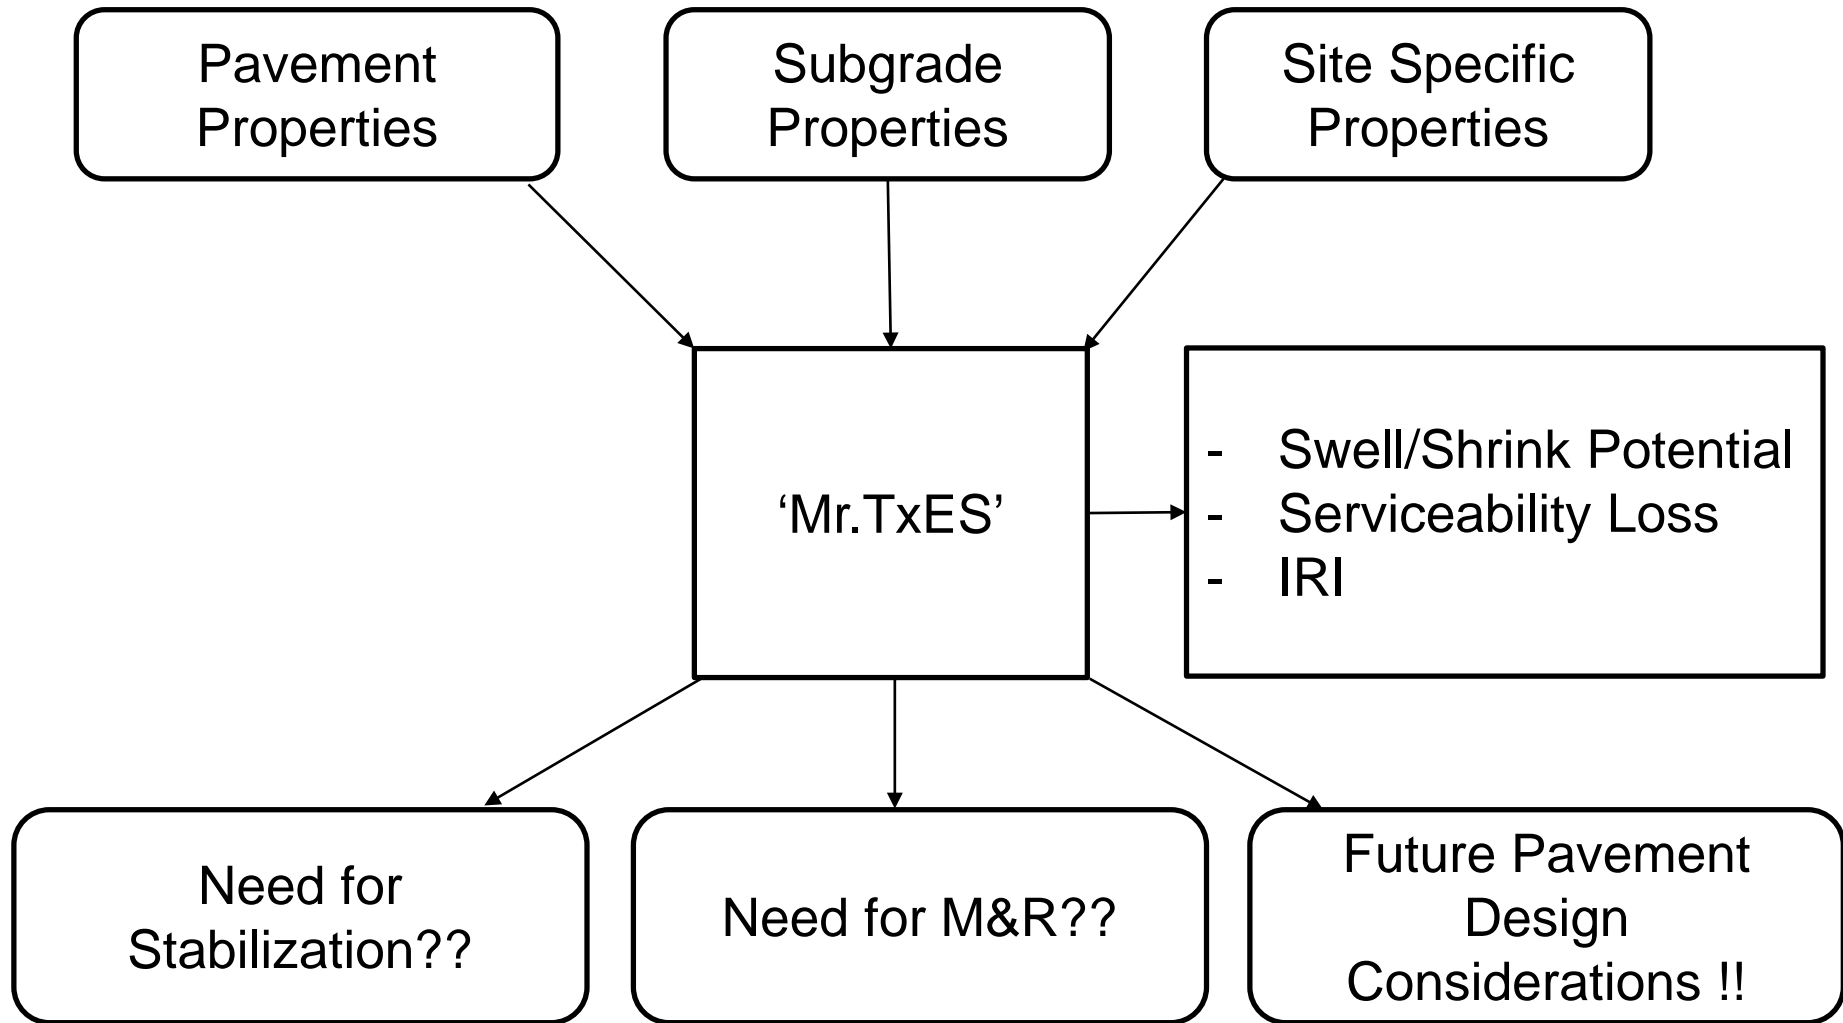 Pavement
Properties
Subgrade
Properties
Site Specific
Properties
‘Mr.TxES’
- Swell/Shrink Potential
- Serviceability Loss
- IRI
Need for
Stabilization??
Need for M&R??
Future Pavement
Design
Considerations !!